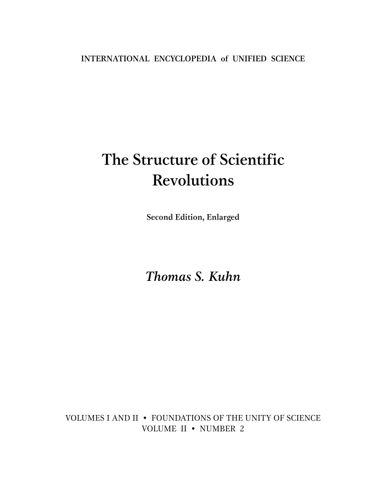 INTERNATIONAL ENCYCLOPEDIA of UNIFIED SCIENCE
The Structure of Scientific
Revolutions
Second Edition, Enlarged
Thomas S. Kuhn
VOLUMES I AND II • FOUNDATIONS OF THE UNITY OF SCIENCE
VOLUME II • NUMBER 2